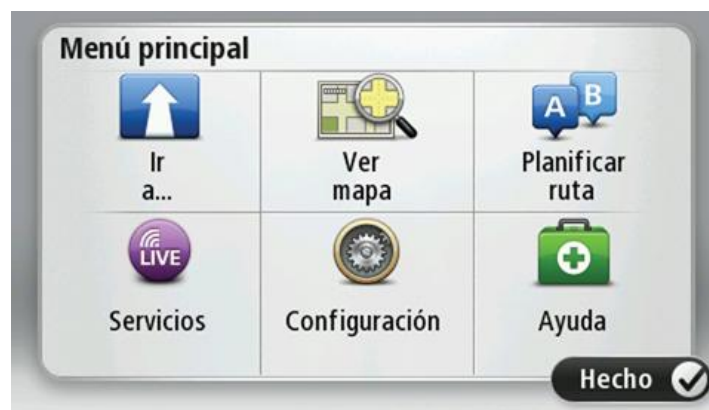 Menú principal
A B
Ir
a...
Ver
mapa
Planificar
ruta
LIVE
Servicios
Configuración
Ayuda
Hecho